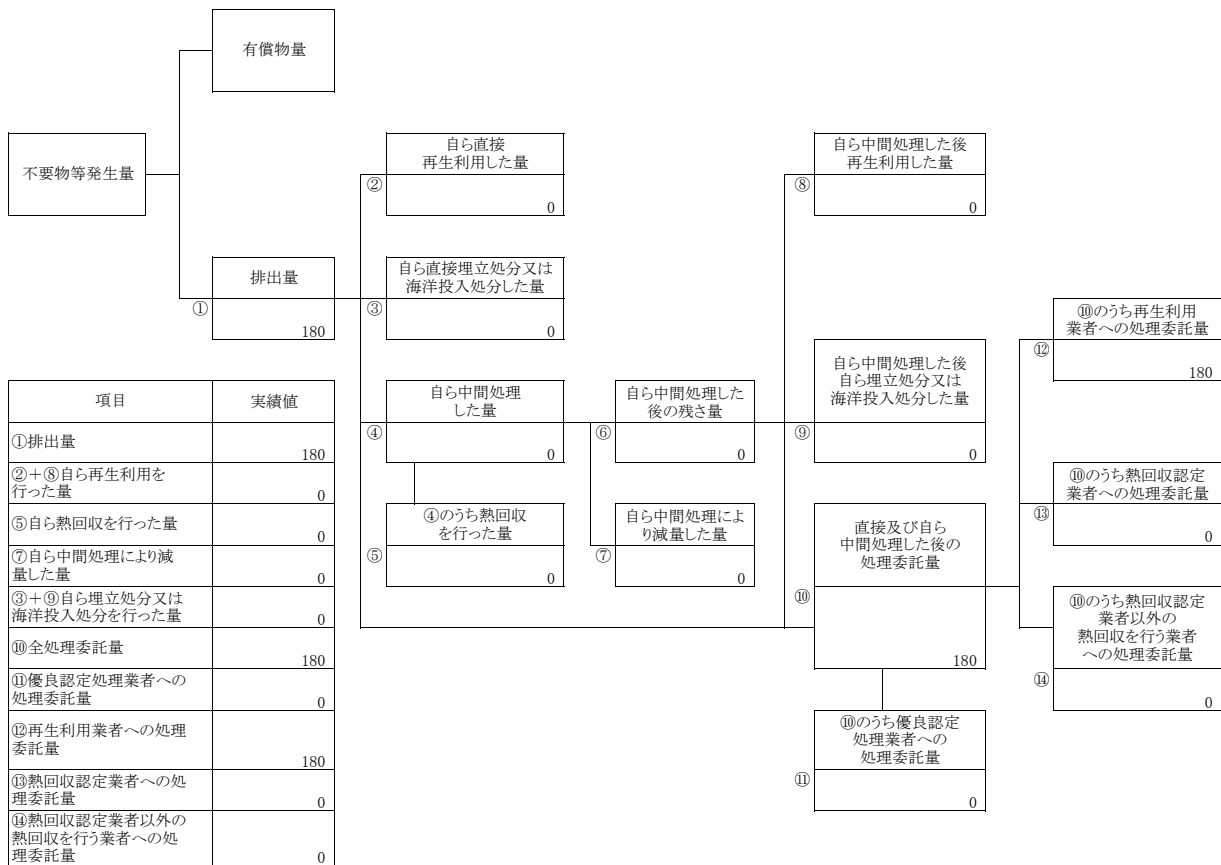 有償物量
不要物等発生量
自ら直接
再生利用した量
②
0
自ら中間処理した後
再生利用した量
⑧
0
排出量
①
180
自ら直接埋立処分又は
海洋投入処分した量
③
0
⑩のうち再生利用
業者への処理委託量
⑫
180
自ら中間処理
した量
④
0
自ら中間処理した
後の残さ量
⑥
0
自ら中間処理した後
自ら埋立処分又は
海洋投入処分した量
⑨
0
⑩のうち熱回収認定
業者への処理委託量
⑬
0
④のうち熱回収
を行った量
⑤
0
自ら中間処理によ
り減量した量
⑦
0
直接及び自ら
中間処理した後の
処理委託量
⑩
180
⑩のうち熱回収認定
業者以外の
熱回収を行う業者
への処理委託量
⑭
0
⑩のうち優良認定
処理業者への
処理委託量
⑪
0
項目 実績値
①排出量
180
②+⑧自ら再生利用を
行った量
0
⑤自ら熱回収を行った量
0
⑦自ら中間処理により減
量した量
0
③+⑨自ら埋立処分又は
海洋投入処分を行った量
0
⑩全処理委託量
180
⑪優良認定処理業者への
処理委託量
0
⑫再生利用業者への処理
委託量
180
⑬熱回収認定業者への処
理委託量
0
⑭熱回収認定業者以外の
熱回収を行う業者への処
理委託量
0